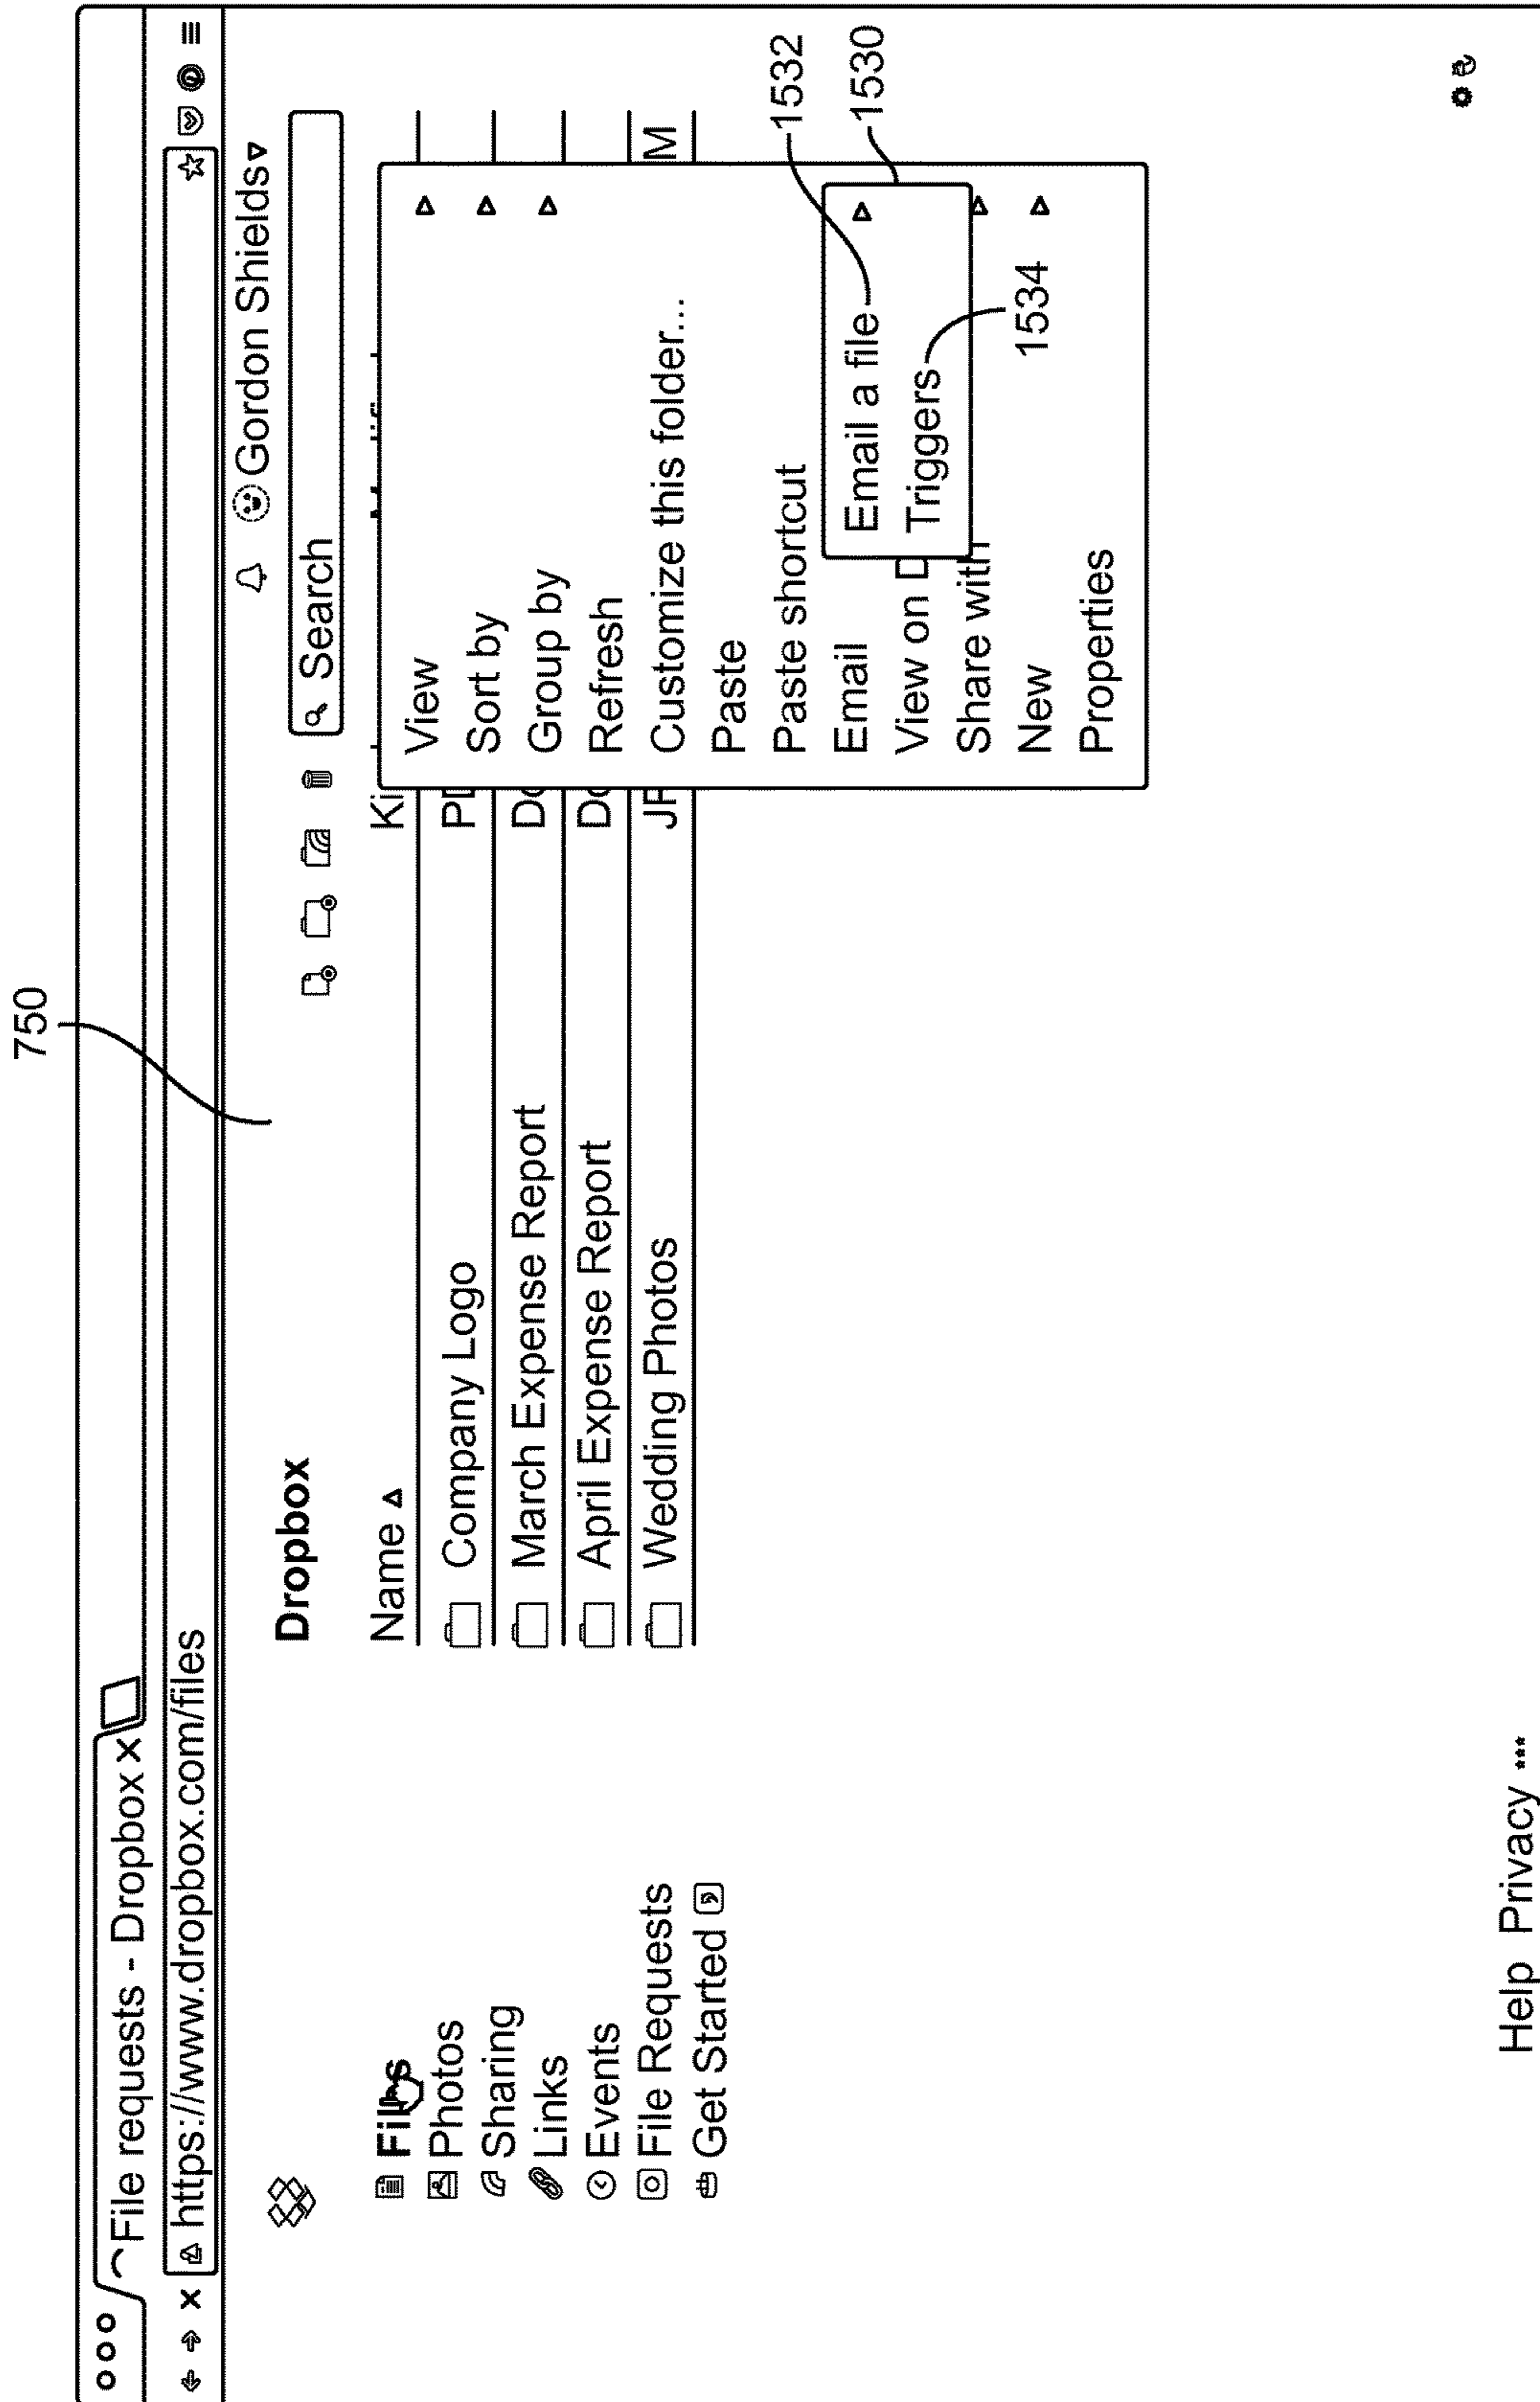 750
File requests - Dropbox
https://www.dropbox.com/files
Gordon Shields
Dropbox
Search
Files
Photos
Sharing
Links
Events
File Requests
Get Started
Name
Company Logo
March Expense Report
April Expense Report
Wedding Photos
M
View
Sort by
Group by
Refresh
Customize this folder...
Paste
Paste shortcut
Email
View on D
Share with
New
Properties
Email a file
Triggers
1532
1530
1534
Help Privacy